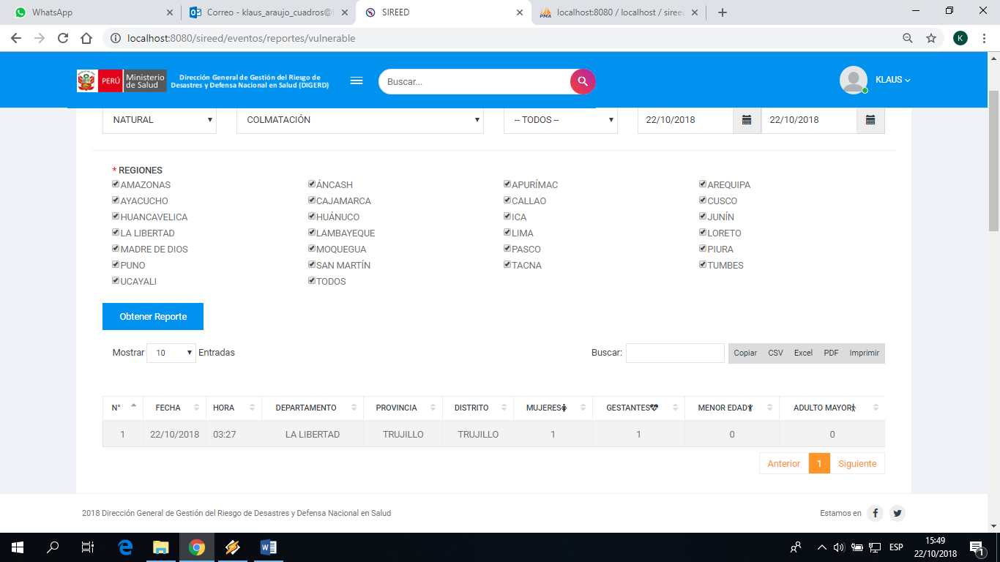 WhatsApp
Correo - klaus_araujo_cuadros@
SIREED
localhost:8080 / localhost / siree
localhost:8080/sireed/eventos/reportes/vulnerable
K
PERÚ
Ministerio de Salud
Dirección General de Gestión del Riesgo de
Desastres y Defensa Nacional en Salud (DIGERD)
Buscar...
KLAUS
NATURAL
COLMATACIÓN
-- TODOS --
22/10/2018
22/10/2018
* REGIONES
AMAZONAS ÁNCASH APURÍMAC AREQUIPA
AYACUCHO CAJAMARCA CALLAO CUSCO
HUANCAVELICA HUÁNUCO ICA JUNÍN
LA LIBERTAD LAMBAYEQUE LIMA LORETO
MADRE DE DIOS MOQUEGUA PASCO PIURA
PUNO SAN MARTÍN TACNA TUMBES
UCAYALI TODOS
Obtener Reporte
Mostrar 10 Entradas
Buscar:
Copiar CSV Excel PDF Imprimir
N° FECHA HORA DEPARTAMENTO PROVINCIA DISTRITO MUJERES GESTANTES MENOR EDAD ADULTO MAYOR
1 22/10/2018 03:27 LA LIBERTAD TRUJILLO TRUJILLO 1 1 0 0
Anterior 1 Siguiente
2018 Dirección General de Gestión del Riesgo de Desastres y Defensa Nacional en Salud
Estamos en
ESP
15:49
22/10/2018
1